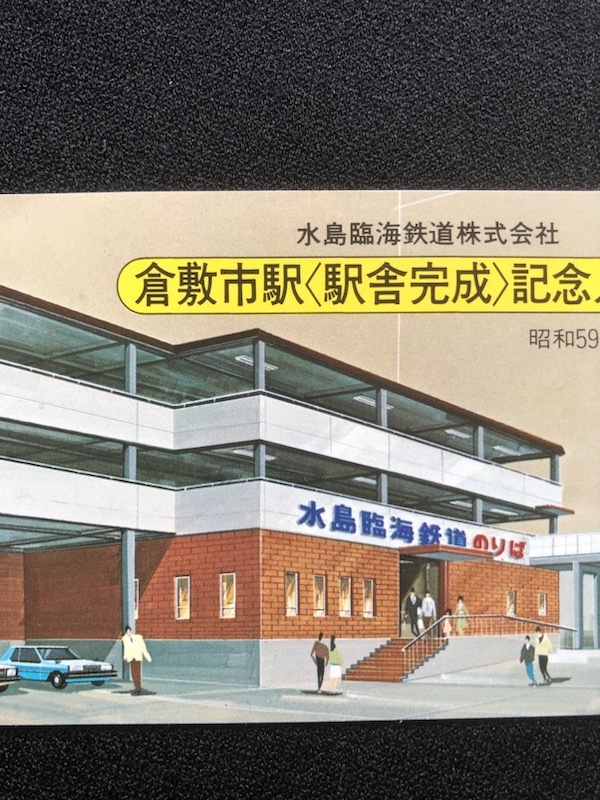 水島臨海鉄道株式会社
倉敷市駅〈駅舎完成〉記念
昭和59
水島臨海鉄道のりば